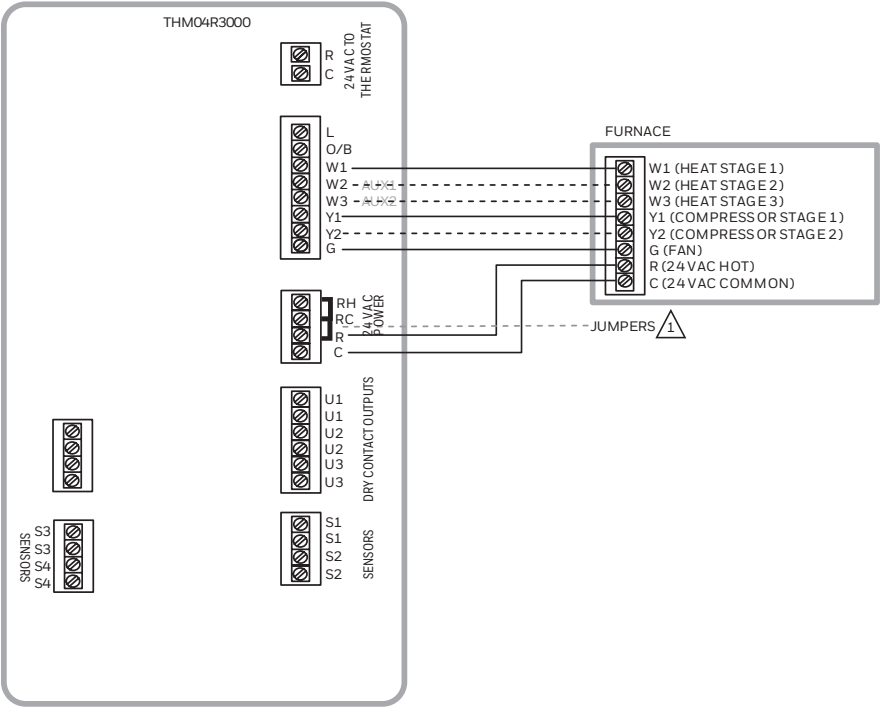 THM04R3000
R
C
24 VAC TO
THERMOSTAT
L
O/B
W1
W2 AUX1
W3 AUX2
Y1
Y2
G
RH
RC
R
C
24 VAC
POWER
U1
U1
U2
U2
U3
U3
DRY CONTACT OUTPUTS
S1
S1
S2
S2
SENSORS
S3
S3
S4
S4
SENSORS
FURNACE
W1 (HEAT STAGE 1)
W2 (HEAT STAGE 2)
W3 (HEAT STAGE 3)
Y1 (COMPRESSOR STAGE 1)
Y2 (COMPRESSOR STAGE 2)
G (FAN)
R (24 VAC HOT)
C (24 VAC COMMON)
JUMPERS 1